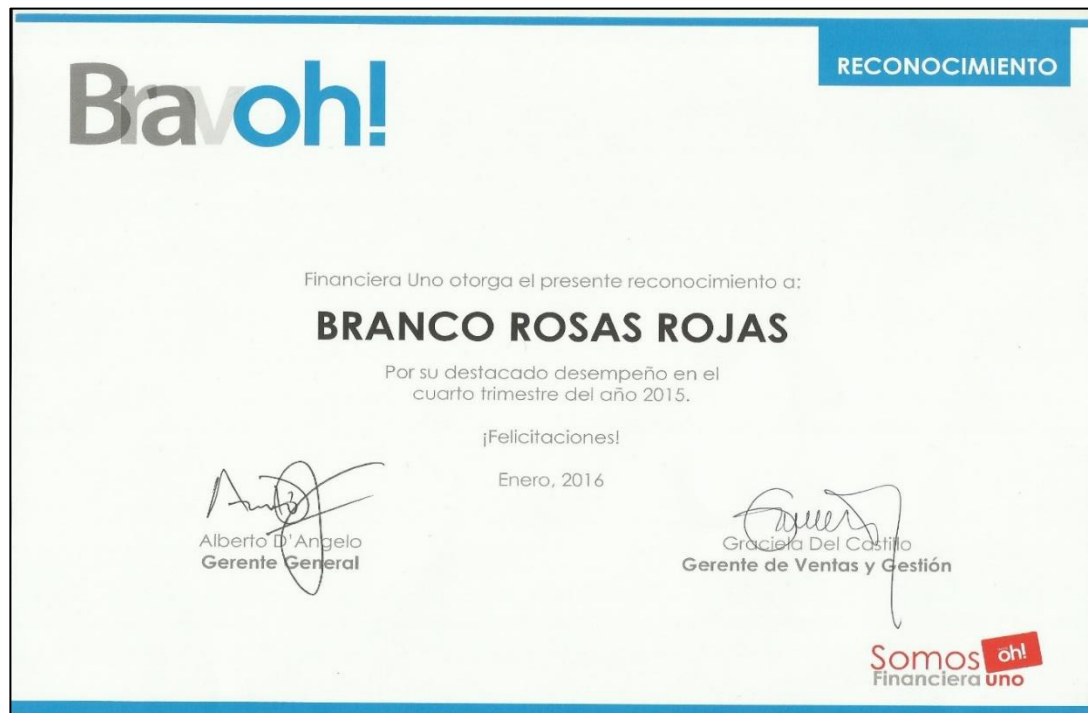 RECONOCIMIENTO
Bravoh!
Financiera Uno otorga el presente reconocimiento a:
BRANCO ROSAS ROJAS
Por su destacado desempeño en el
cuarto trimestre del año 2015.
¡Felicitaciones!
Enero, 2016
Alberto D'Angelo
Gerente General
Graciela Del Castillo
Gerente de Ventas y Gestión
Somos oh!
Financiera uno